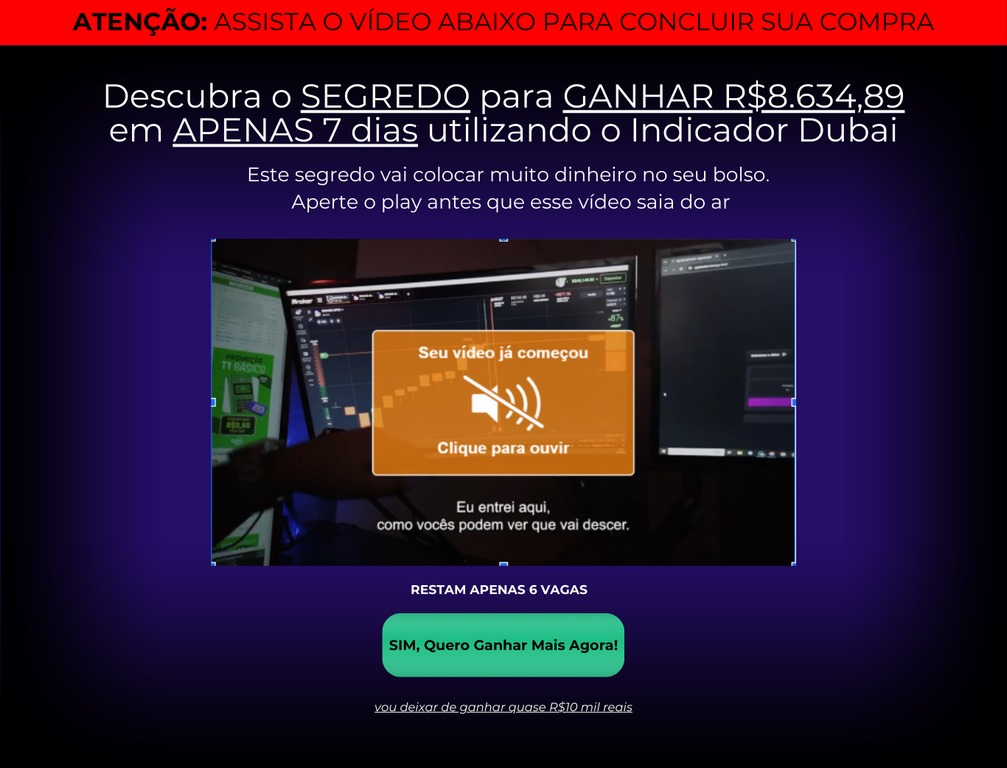 ATENÇÃO: ASSISTA O VÍDEO ABAIXO PARA CONCLUIR SUA COMPRA
Descubra o SEGREDO para GANHAR R$8.634,89
em APENAS 7 dias utilizando o Indicador Dubai
Este segredo vai colocar muito dinheiro no seu bolso.
Aperte o play antes que esse vídeo saia do ar
PROMOÇÃO
T1 BÁSICO
Seu vídeo já começou
Clique para ouvir
Eu entrei aqui,
como vocês podem ver que vai descer.
RESTAM APENAS 6 VAGAS
SIM, Quero Ganhar Mais Agora!
vou deixar de ganhar quase R$10 mil reais